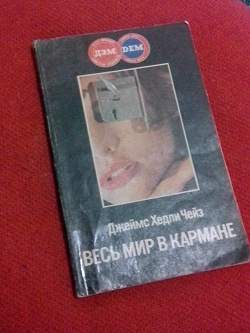 ДЭМ DEM
Джеймс Хедли Чейз
ВЕСЬ МИР В КАРМАНЕ